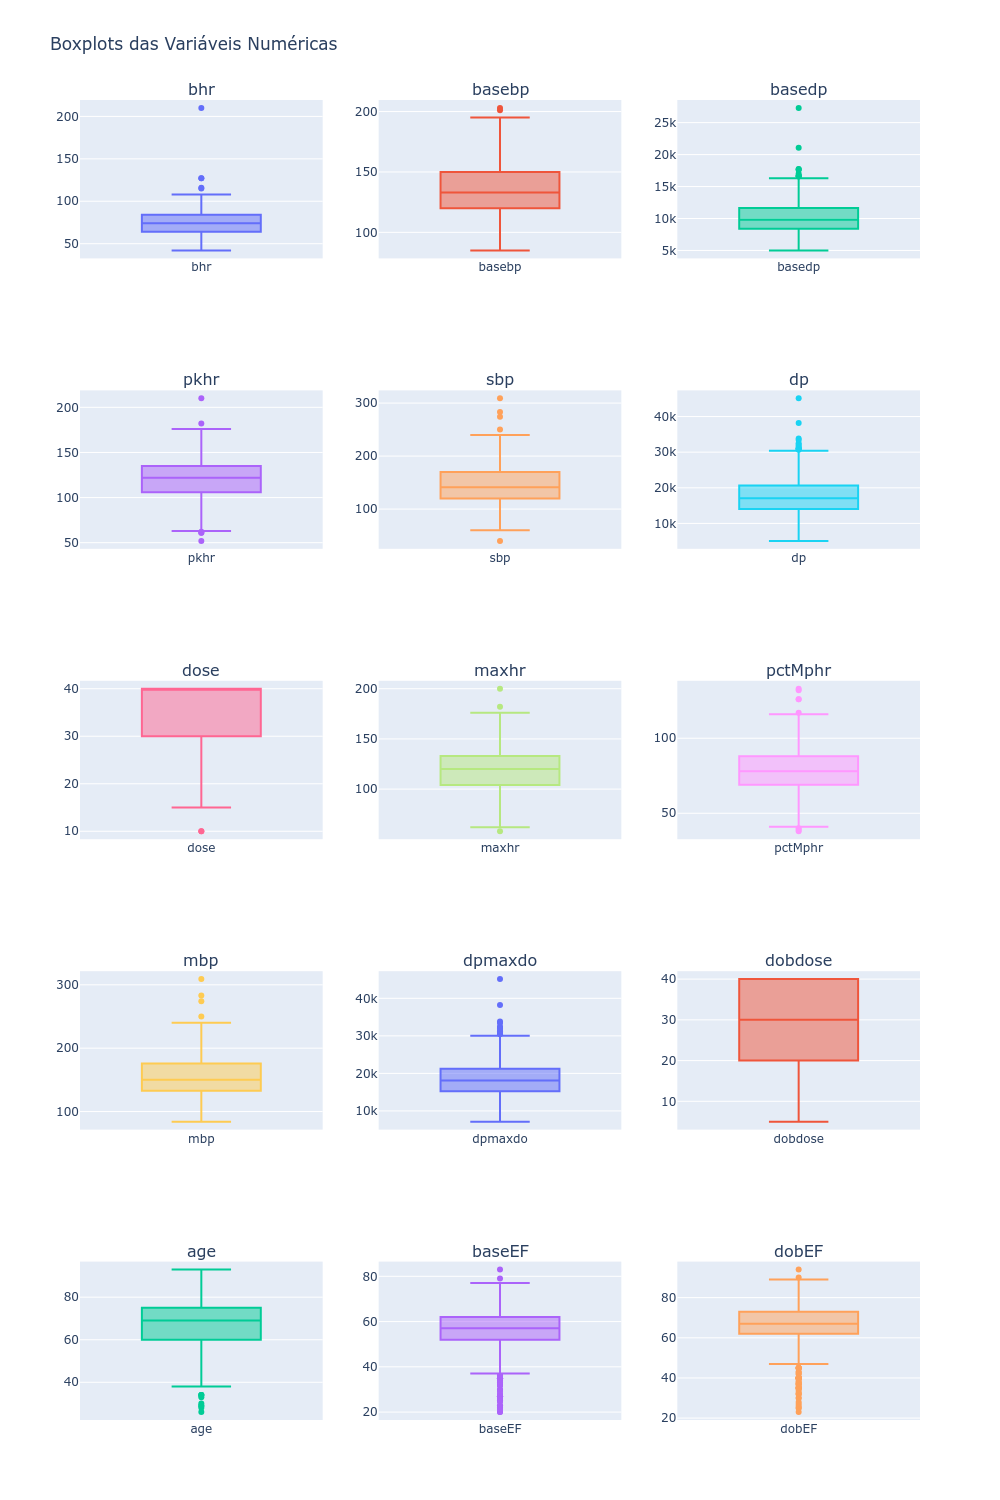 Boxplots das Variáveis Numéricas
bhr
basebp
basedp
200
150
100
50
200
150
100
25k
20k
15k
10k
5k
bhr
basebp
basedp
pkhr
sbp
dp
200
150
100
50
300
200
100
40k
30k
20k
10k
pkhr
sbp
dp
dose
maxhr
pctMphr
40
30
20
10
200
150
100
100
50
dose
maxhr
pctMphr
mbp
dpmaxdo
dobdose
300
200
100
40k
30k
20k
10k
40
30
20
10
mbp
dpmaxdo
dobdose
age
baseEF
dobEF
80
60
40
80
60
40
20
80
60
40
20
age
baseEF
dobEF